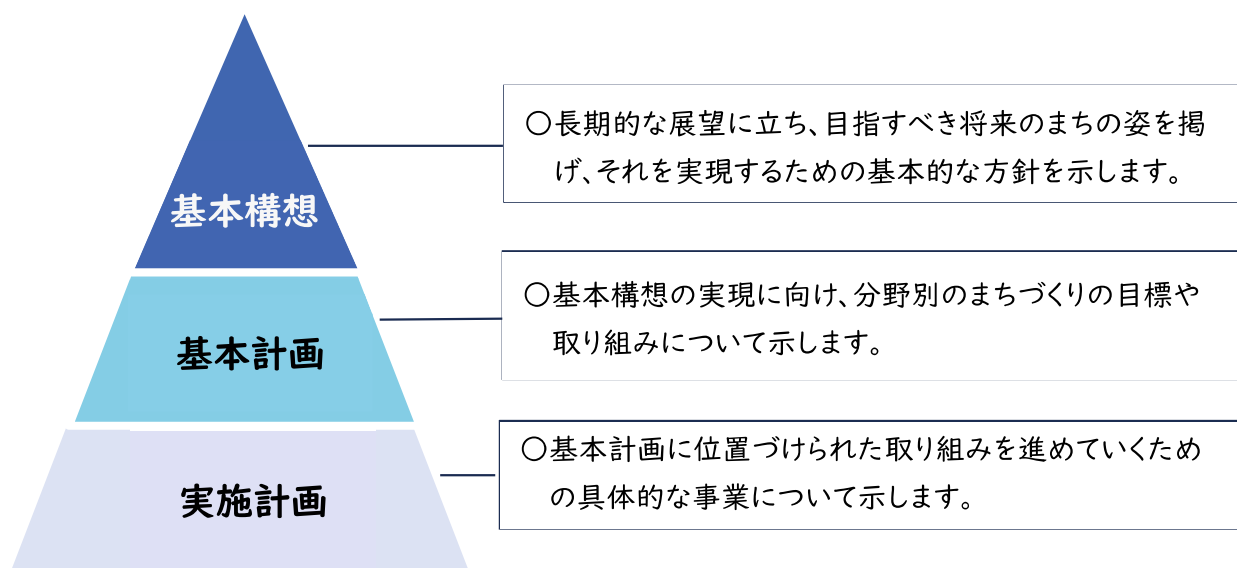 基本構想
〇長期的な展望に立ち、目指すべき将来のまちの姿を掲
げ、それを実現するための基本的な方針を示します。
基本計画
〇基本構想の実現に向け、分野別のまちづくりの目標や
取り組みについて示します。
実施計画
〇基本計画に位置づけられた取り組みを進めていくため
の具体的な事業について示します。